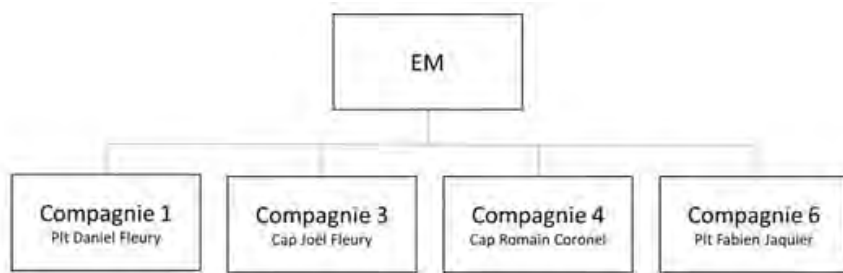 EM
Compagnie 1
Plt Daniel Fleury
Compagnie 3
Cap Joël Fleury
Compagnie 4
Cap Romain Coronel
Compagnie 6
Plt Fabien Jaquier